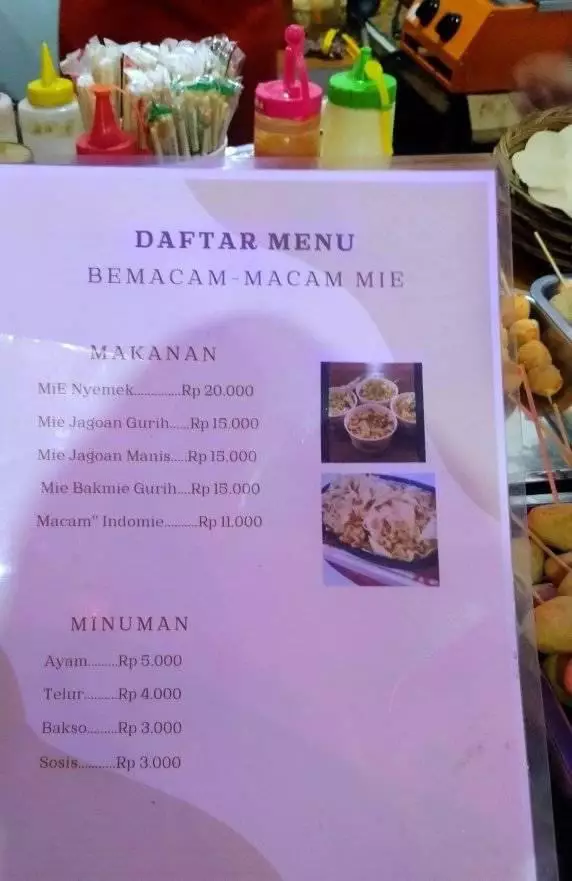 DAFTAR MENU
BEMACAM-MACAM MIE
MAKANAN
MiE Nyemek..............Rp 20.000
Mie Jagoan Gurih......Rp 15.000
Mie Jagoan Manis.....Rp 15.000
Mie Bakmie Gurih....Rp 15.000
Macam" Indomie..........Rp 11.000
MINUMAN
Ayam.........Rp 5.000
Telur..........Rp 4.000
Bakso.........Rp 3.000
Sosis...........Rp 3.000